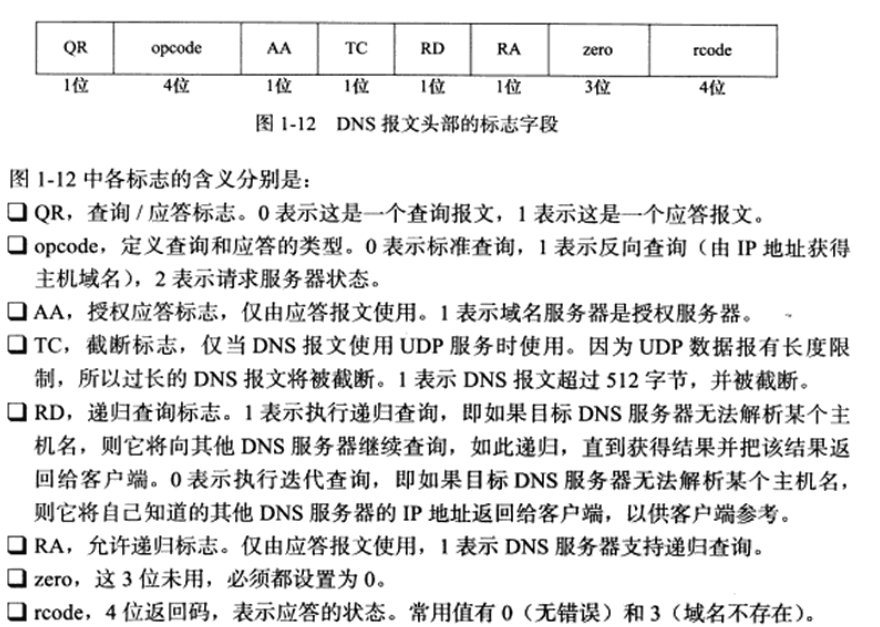 QR opcode AA TC RD RA zero rcode
1位 4位 1位 1位 1位 1位 3位 4位
图 1-12 DNS 报文头部的标志字段
图 1-12 中各标志的含义分别是：
❑ QR，查询 / 应答标志。0 表示这是一个查询报文，1 表示这是一个应答报文。
❑ opcode，定义查询和应答的类型。0 表示标准查询，1 表示反向查询（由 IP 地址获得
主机域名），2 表示请求服务器状态。
❑ AA，授权应答标志，仅由应答报文使用。1 表示域名服务器是授权服务器。
❑ TC，截断标志，仅当 DNS 报文使用 UDP 服务时使用。因为 UDP 数据报有长度限
制，所以过长的 DNS 报文将被截断。1 表示 DNS 报文超过 512 字节，并被截断。
❑ RD，递归查询标志。1 表示执行递归查询，即如果目标 DNS 服务器无法解析某个主
机名，则它将向其他 DNS 服务器继续查询，如此递归，直到获得结果并把该结果返
回给客户端。0 表示执行迭代查询，即如果目标 DNS 服务器无法解析某个主机名，
则它将自己知道的其他 DNS 服务器的 IP 地址返回给客户端，以供客户端参考。
❑ RA，允许递归标志。仅由应答报文使用，1 表示 DNS 服务器支持递归查询。
❑ zero，这 3 位未用，必须都设置为 0。
❑ rcode，4 位返回码，表示应答的状态。常用值有 0（无错误）和 3（域名不存在）。